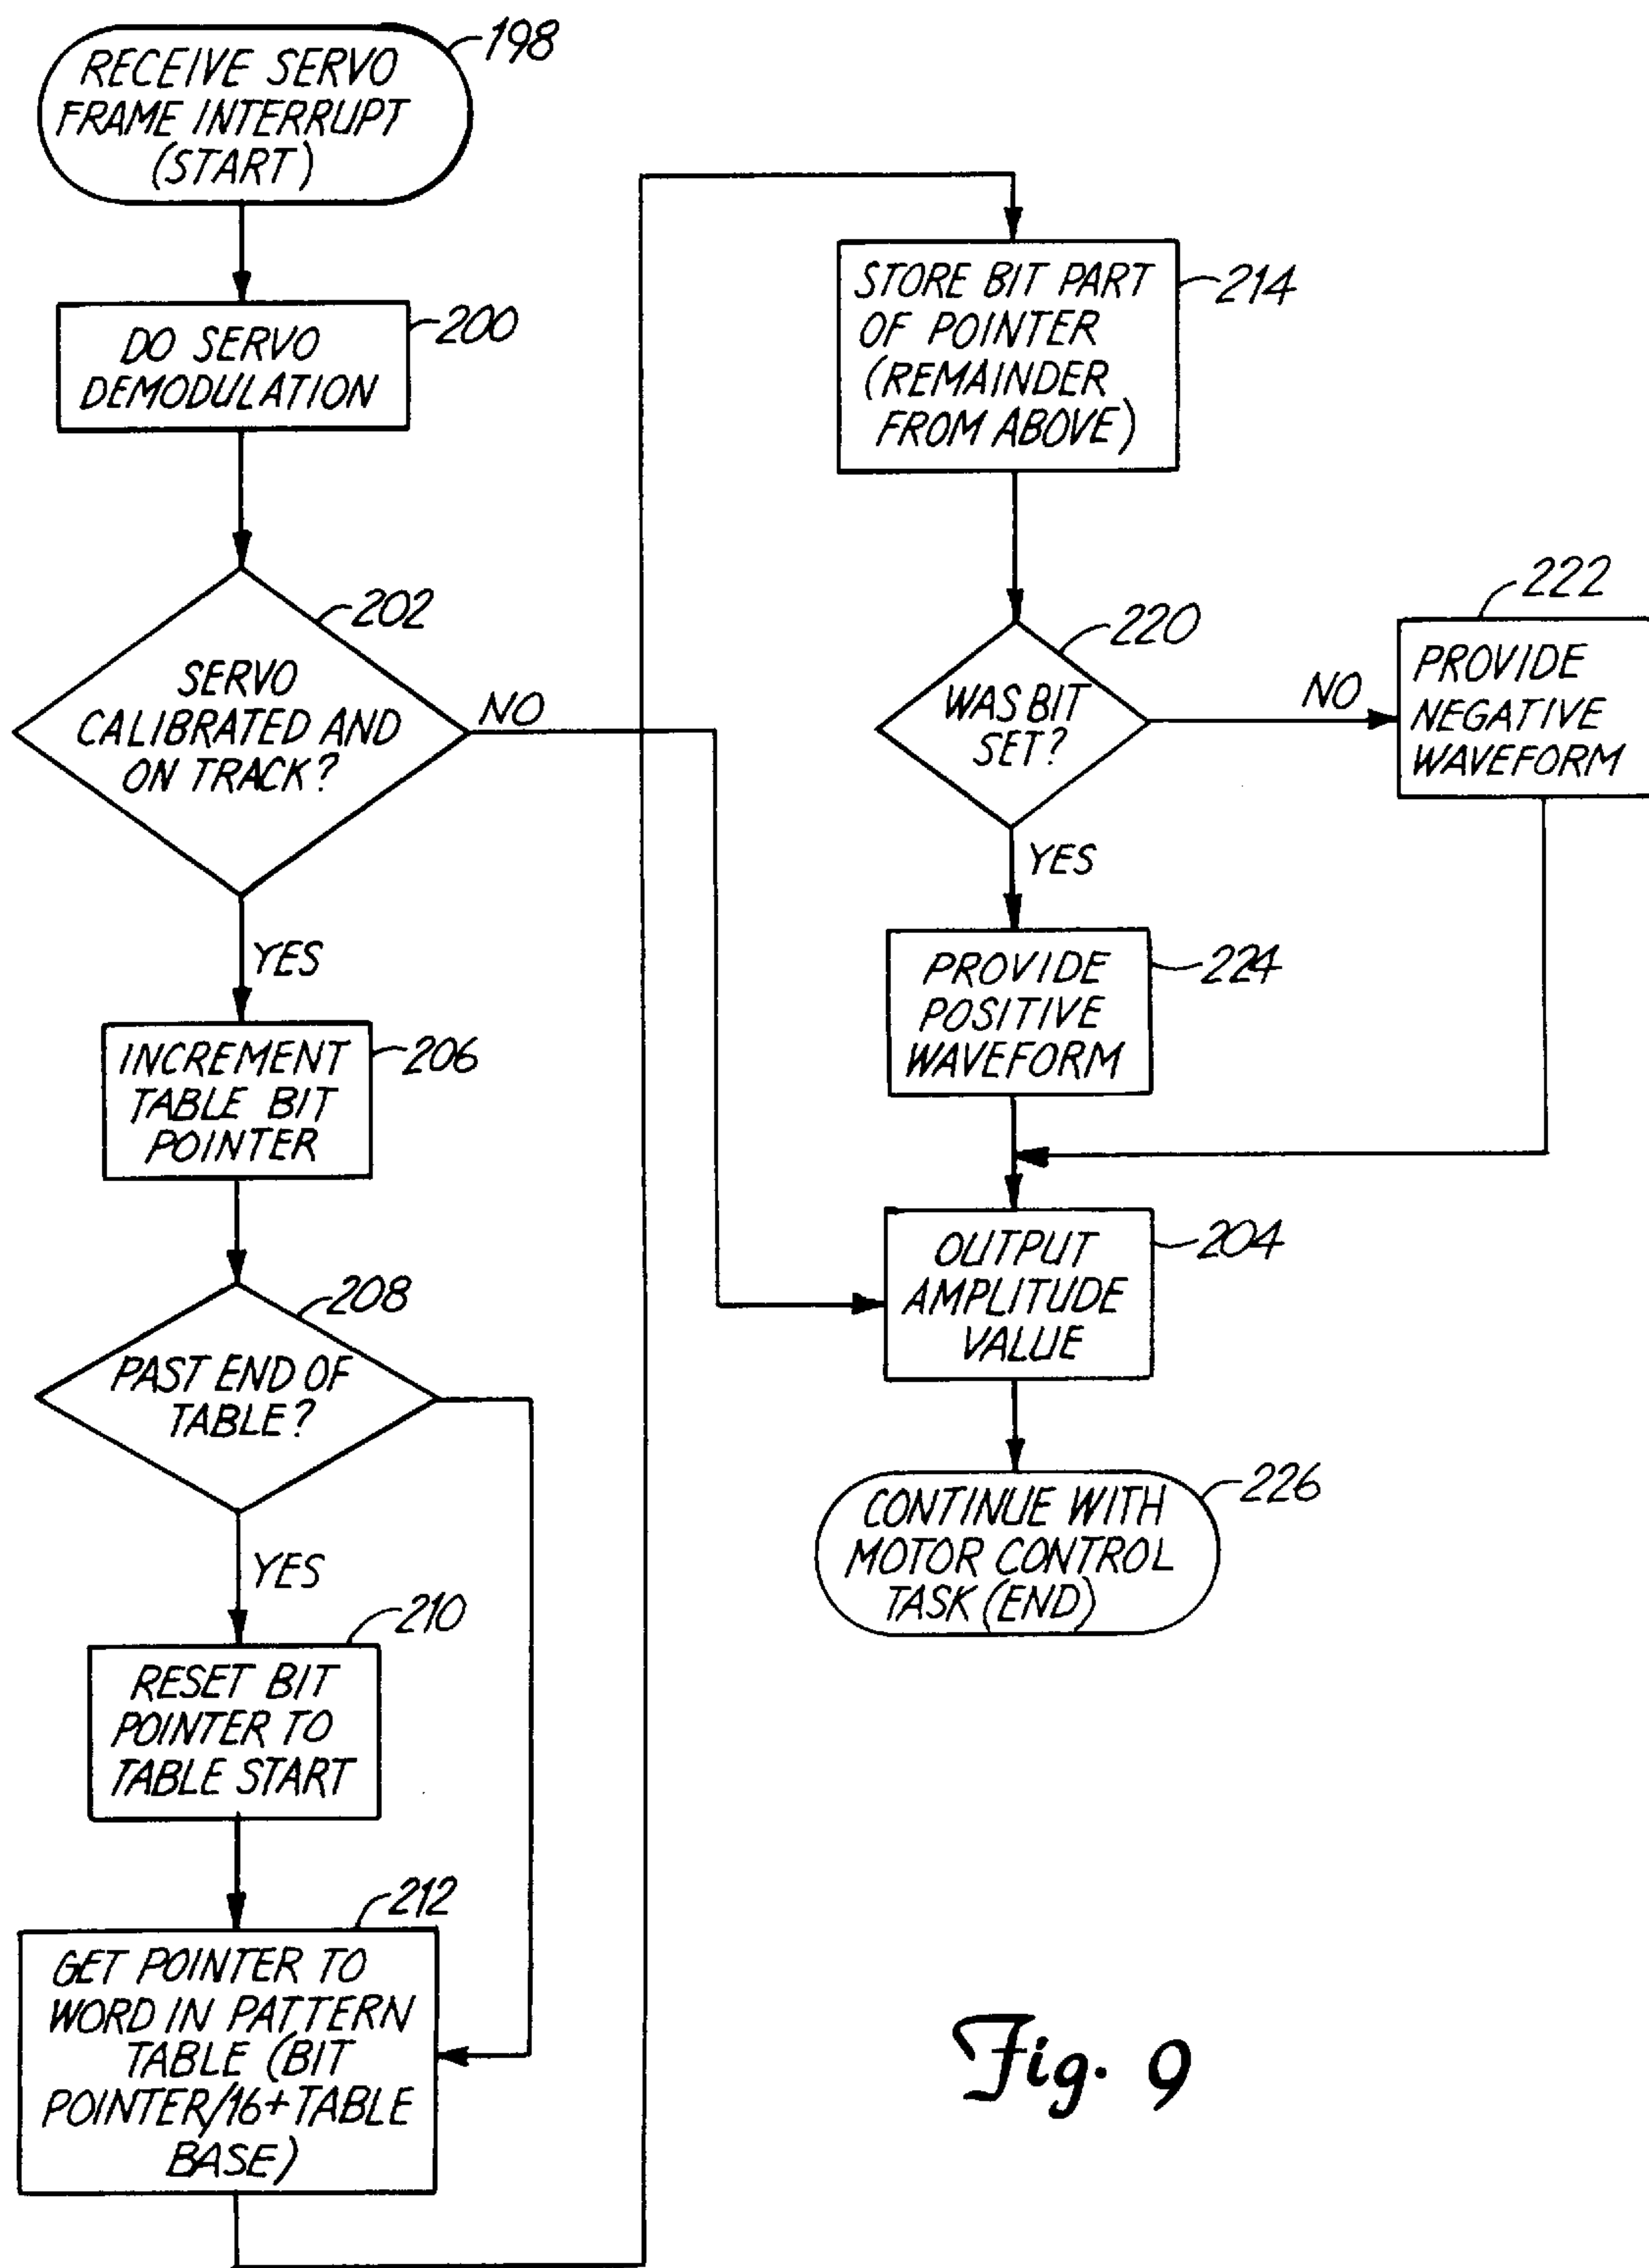 RECEIVE SERVO
FRAME INTERRUPT
(START)
198
DO SERVO
DEMODULATION
200
SERVO
CALIBRATED AND
ON TRACK?
202
NO
YES
INCREMENT
TABLE BIT
POINTER
206
PAST END OF
TABLE?
208
YES
RESET BIT
POINTER TO
TABLE START
210
GET POINTER TO
WORD IN PATTERN
TABLE (BIT
POINTER/16+TABLE
BASE)
212
STORE BIT PART
OF POINTER
(REMAINDER
FROM ABOVE)
214
WAS BIT
SET?
220
NO
PROVIDE
NEGATIVE
WAVEFORM
222
YES
PROVIDE
POSITIVE
WAVEFORM
224
OUTPUT
AMPLITUDE
VALUE
204
CONTINUE WITH
MOTOR CONTROL
TASK (END)
226
Fig. 9